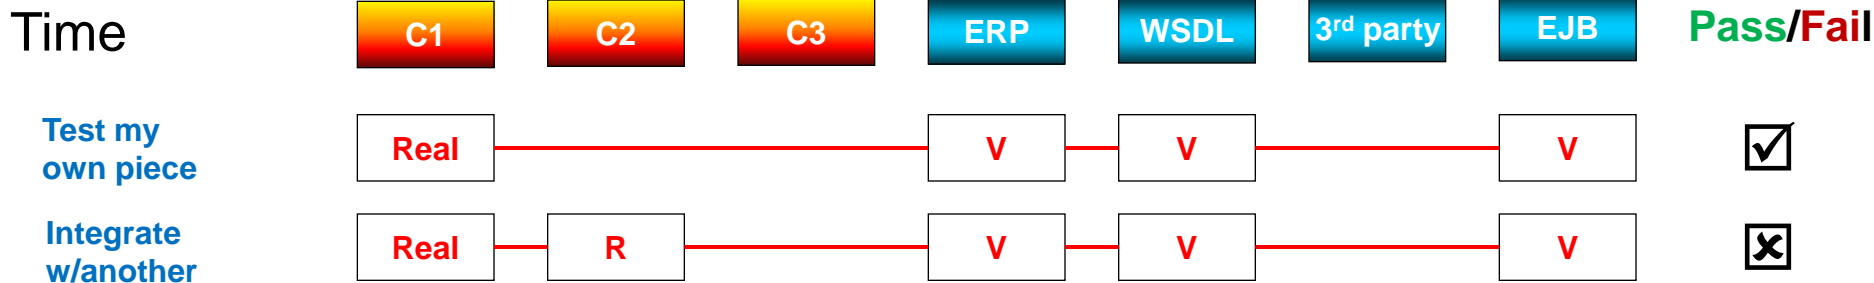 Time C1 C2 C3 ERP WSDL 3rd party EJB Pass/Fail
Test my
own piece
Real V V V
Integrate
w/another
Real R V V V